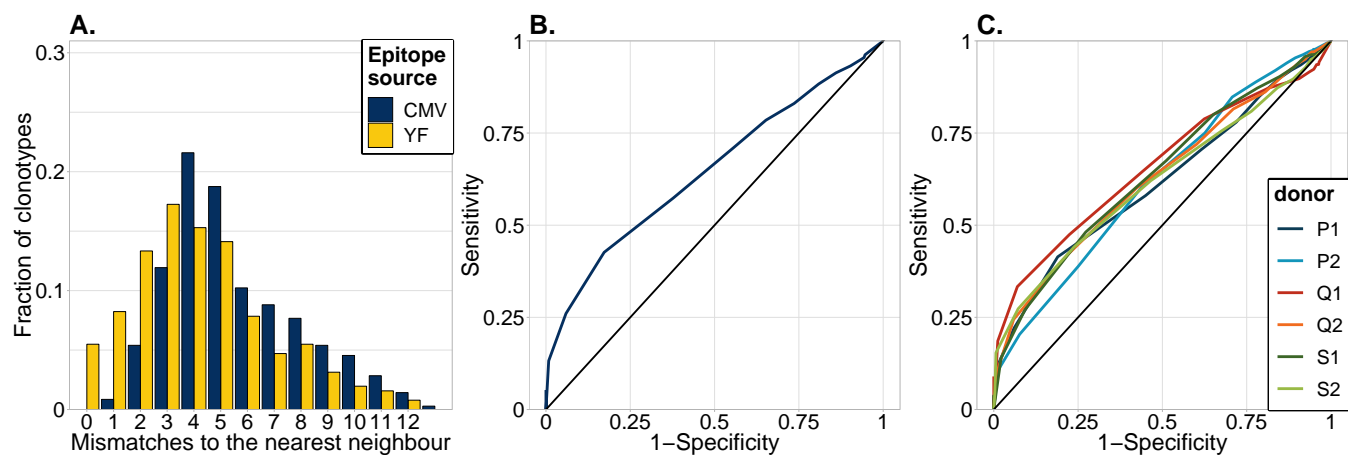 A.
Fraction of clonotypes
0.3
0.2
0.1
0
0 1 2 3 4 5 6 7 8 9 10 11 12
Mismatches to the nearest neighbour
Epitope
source
CMV
YF
B.
Sensitivity
1
0.75
0.5
0.25
0
0 0.25 0.5 0.75 1
1−Specificity
C.
Sensitivity
1
0.75
0.5
0.25
0
0 0.25 0.5 0.75 1
1−Specificity
donor
P1
P2
Q1
Q2
S1
S2